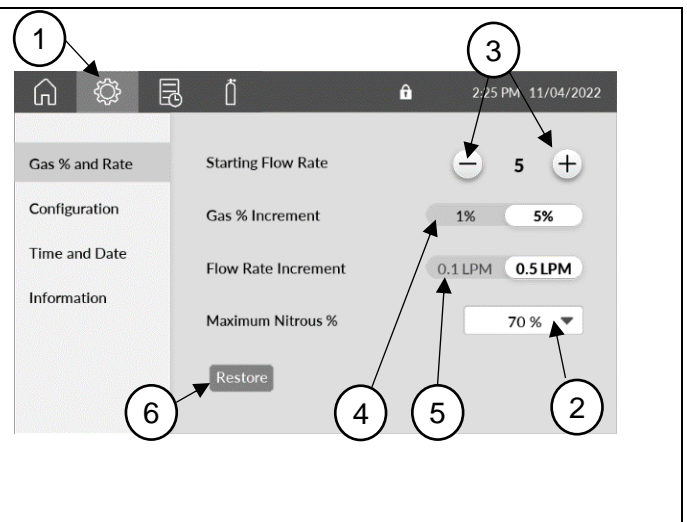 1
3
2:25 PM, 11/04/2022
Gas % and Rate
Starting Flow Rate
5
Configuration
Gas % Increment
1%
5%
Time and Date
Flow Rate Increment
0.1 LPM
0.5 LPM
Information
Maximum Nitrous %
70 %
Restore
6
4
5
2